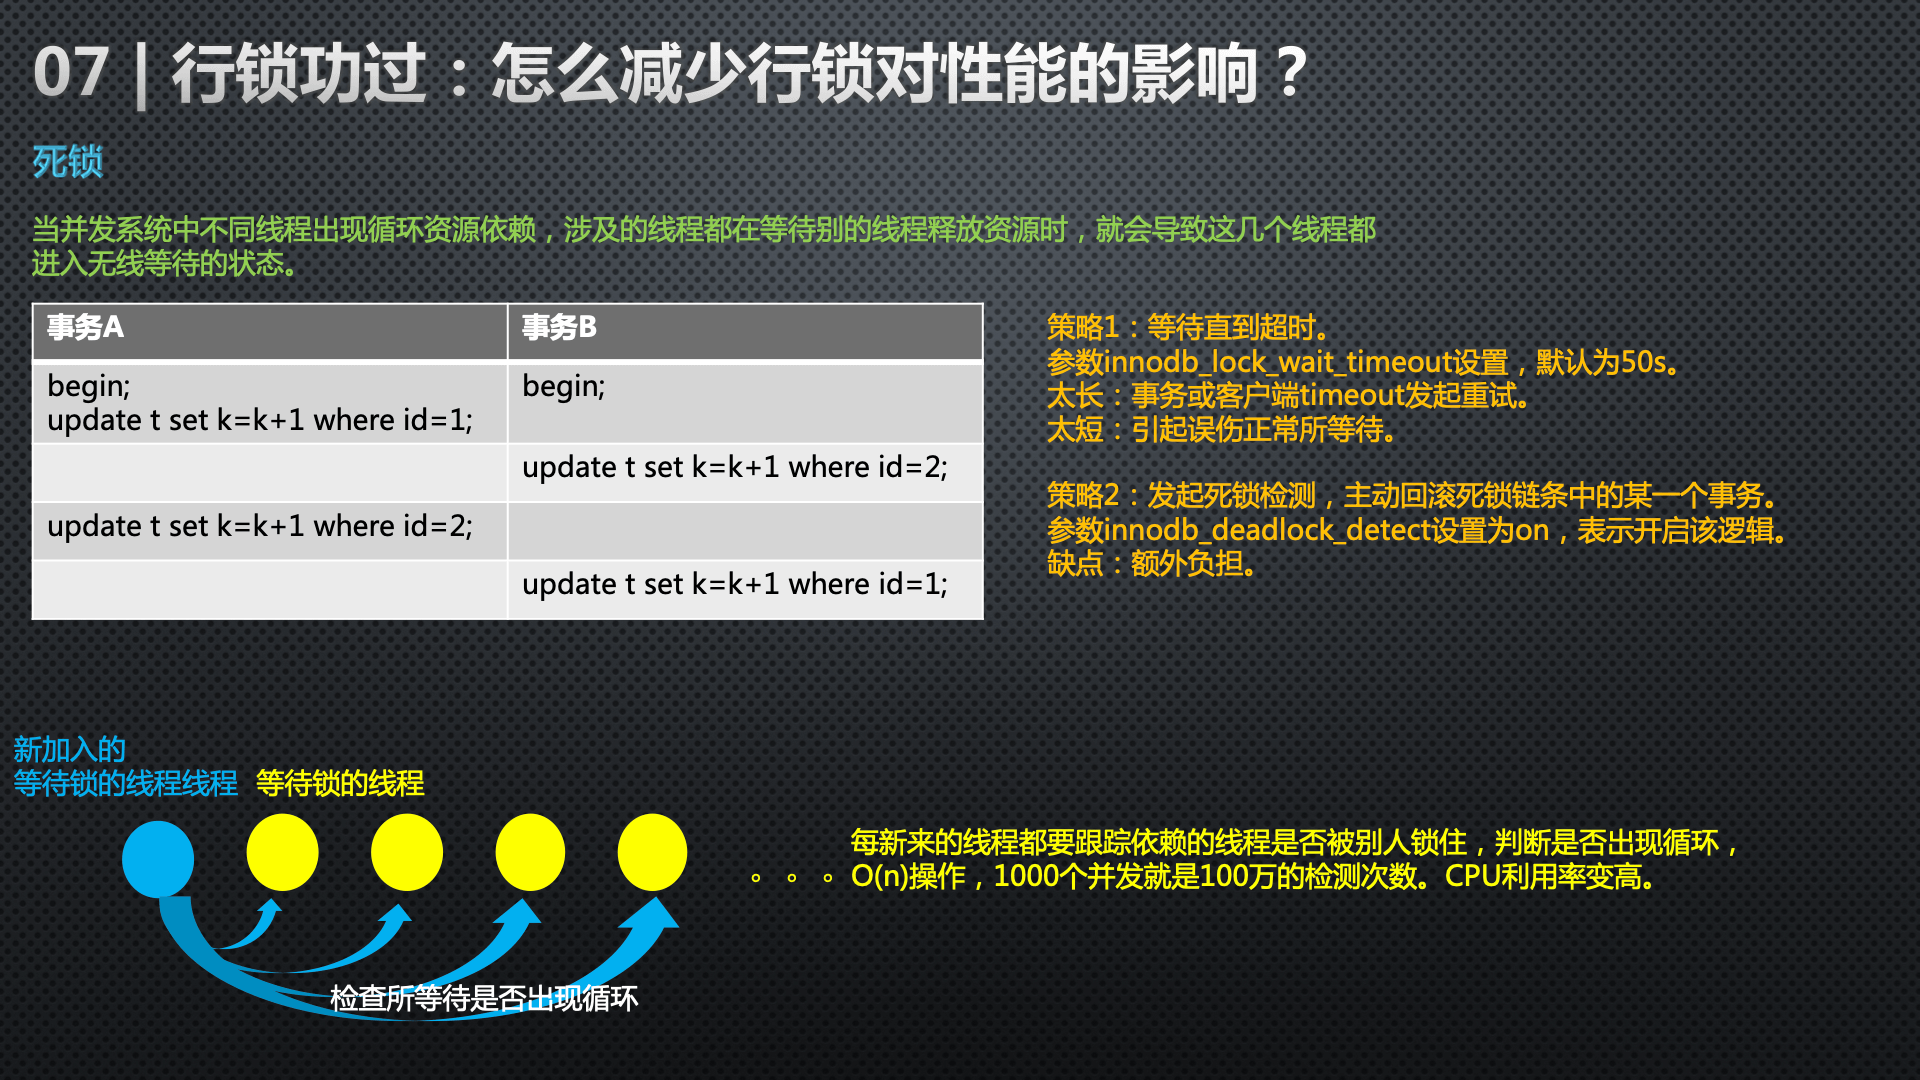 07 | 行锁功过：怎么减少行锁对性能的影响？
死锁
当并发系统中不同线程出现循环资源依赖，涉及的线程都在等待别的线程释放资源时，就会导致这几个线程都
进入无线等待的状态。
事务A
事务B
begin;
update t set k=k+1 where id=1;
begin;
update t set k=k+1 where id=2;
update t set k=k+1 where id=2;
update t set k=k+1 where id=1;
策略1：等待直到超时。
参数innodb_lock_wait_timeout设置，默认为50s。
太长：事务或客户端timeout发起重试。
太短：引起误伤正常所等待。
策略2：发起死锁检测，主动回滚死锁链条中的某一个事务。
参数innodb_deadlock_detect设置为on，表示开启该逻辑。
缺点：额外负担。
新加入的
等待锁的线程线程
等待锁的线程
。。。
每新来的线程都要跟踪依赖的线程是否被别人锁住，判断是否出现循环，
O(n)操作，1000个并发就是100万的检测次数。CPU利用率变高。
检查所等待是否出现循环